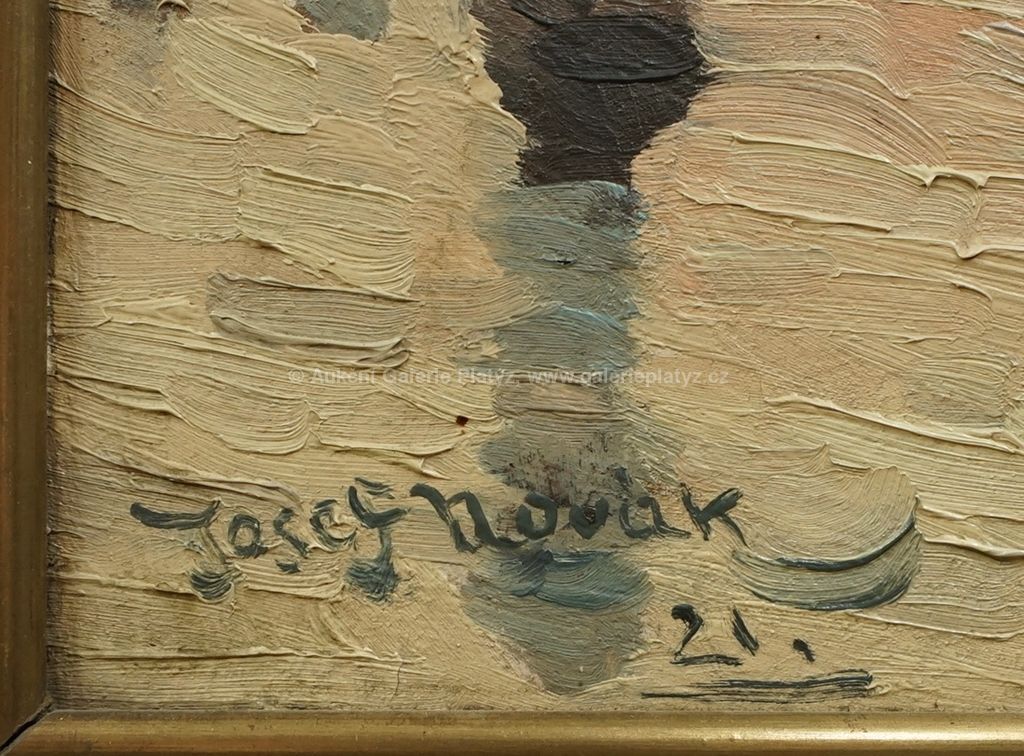 © Aukční Galerie Platýz, www.galerieplatyz.cz
Josef Novák
21.